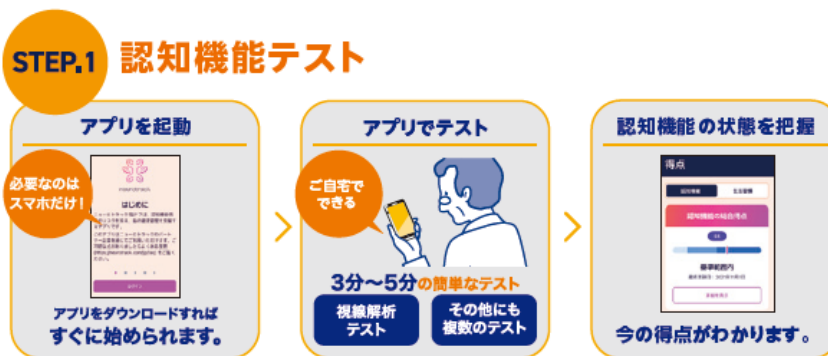 STEP.1
認知機能テスト
アプリを起動
必要なのは
スマホだけ!
はじめに
アプリをダウンロードすれば
すぐに始められます。
アプリでテスト
ご自宅で
できる
3分~5分の簡単なテスト
視線解析
テスト
その他にも
複数のテスト
認知機能の状態を把握
得点
認知機能の総合得点
基準範囲内
今の得点がわかります。